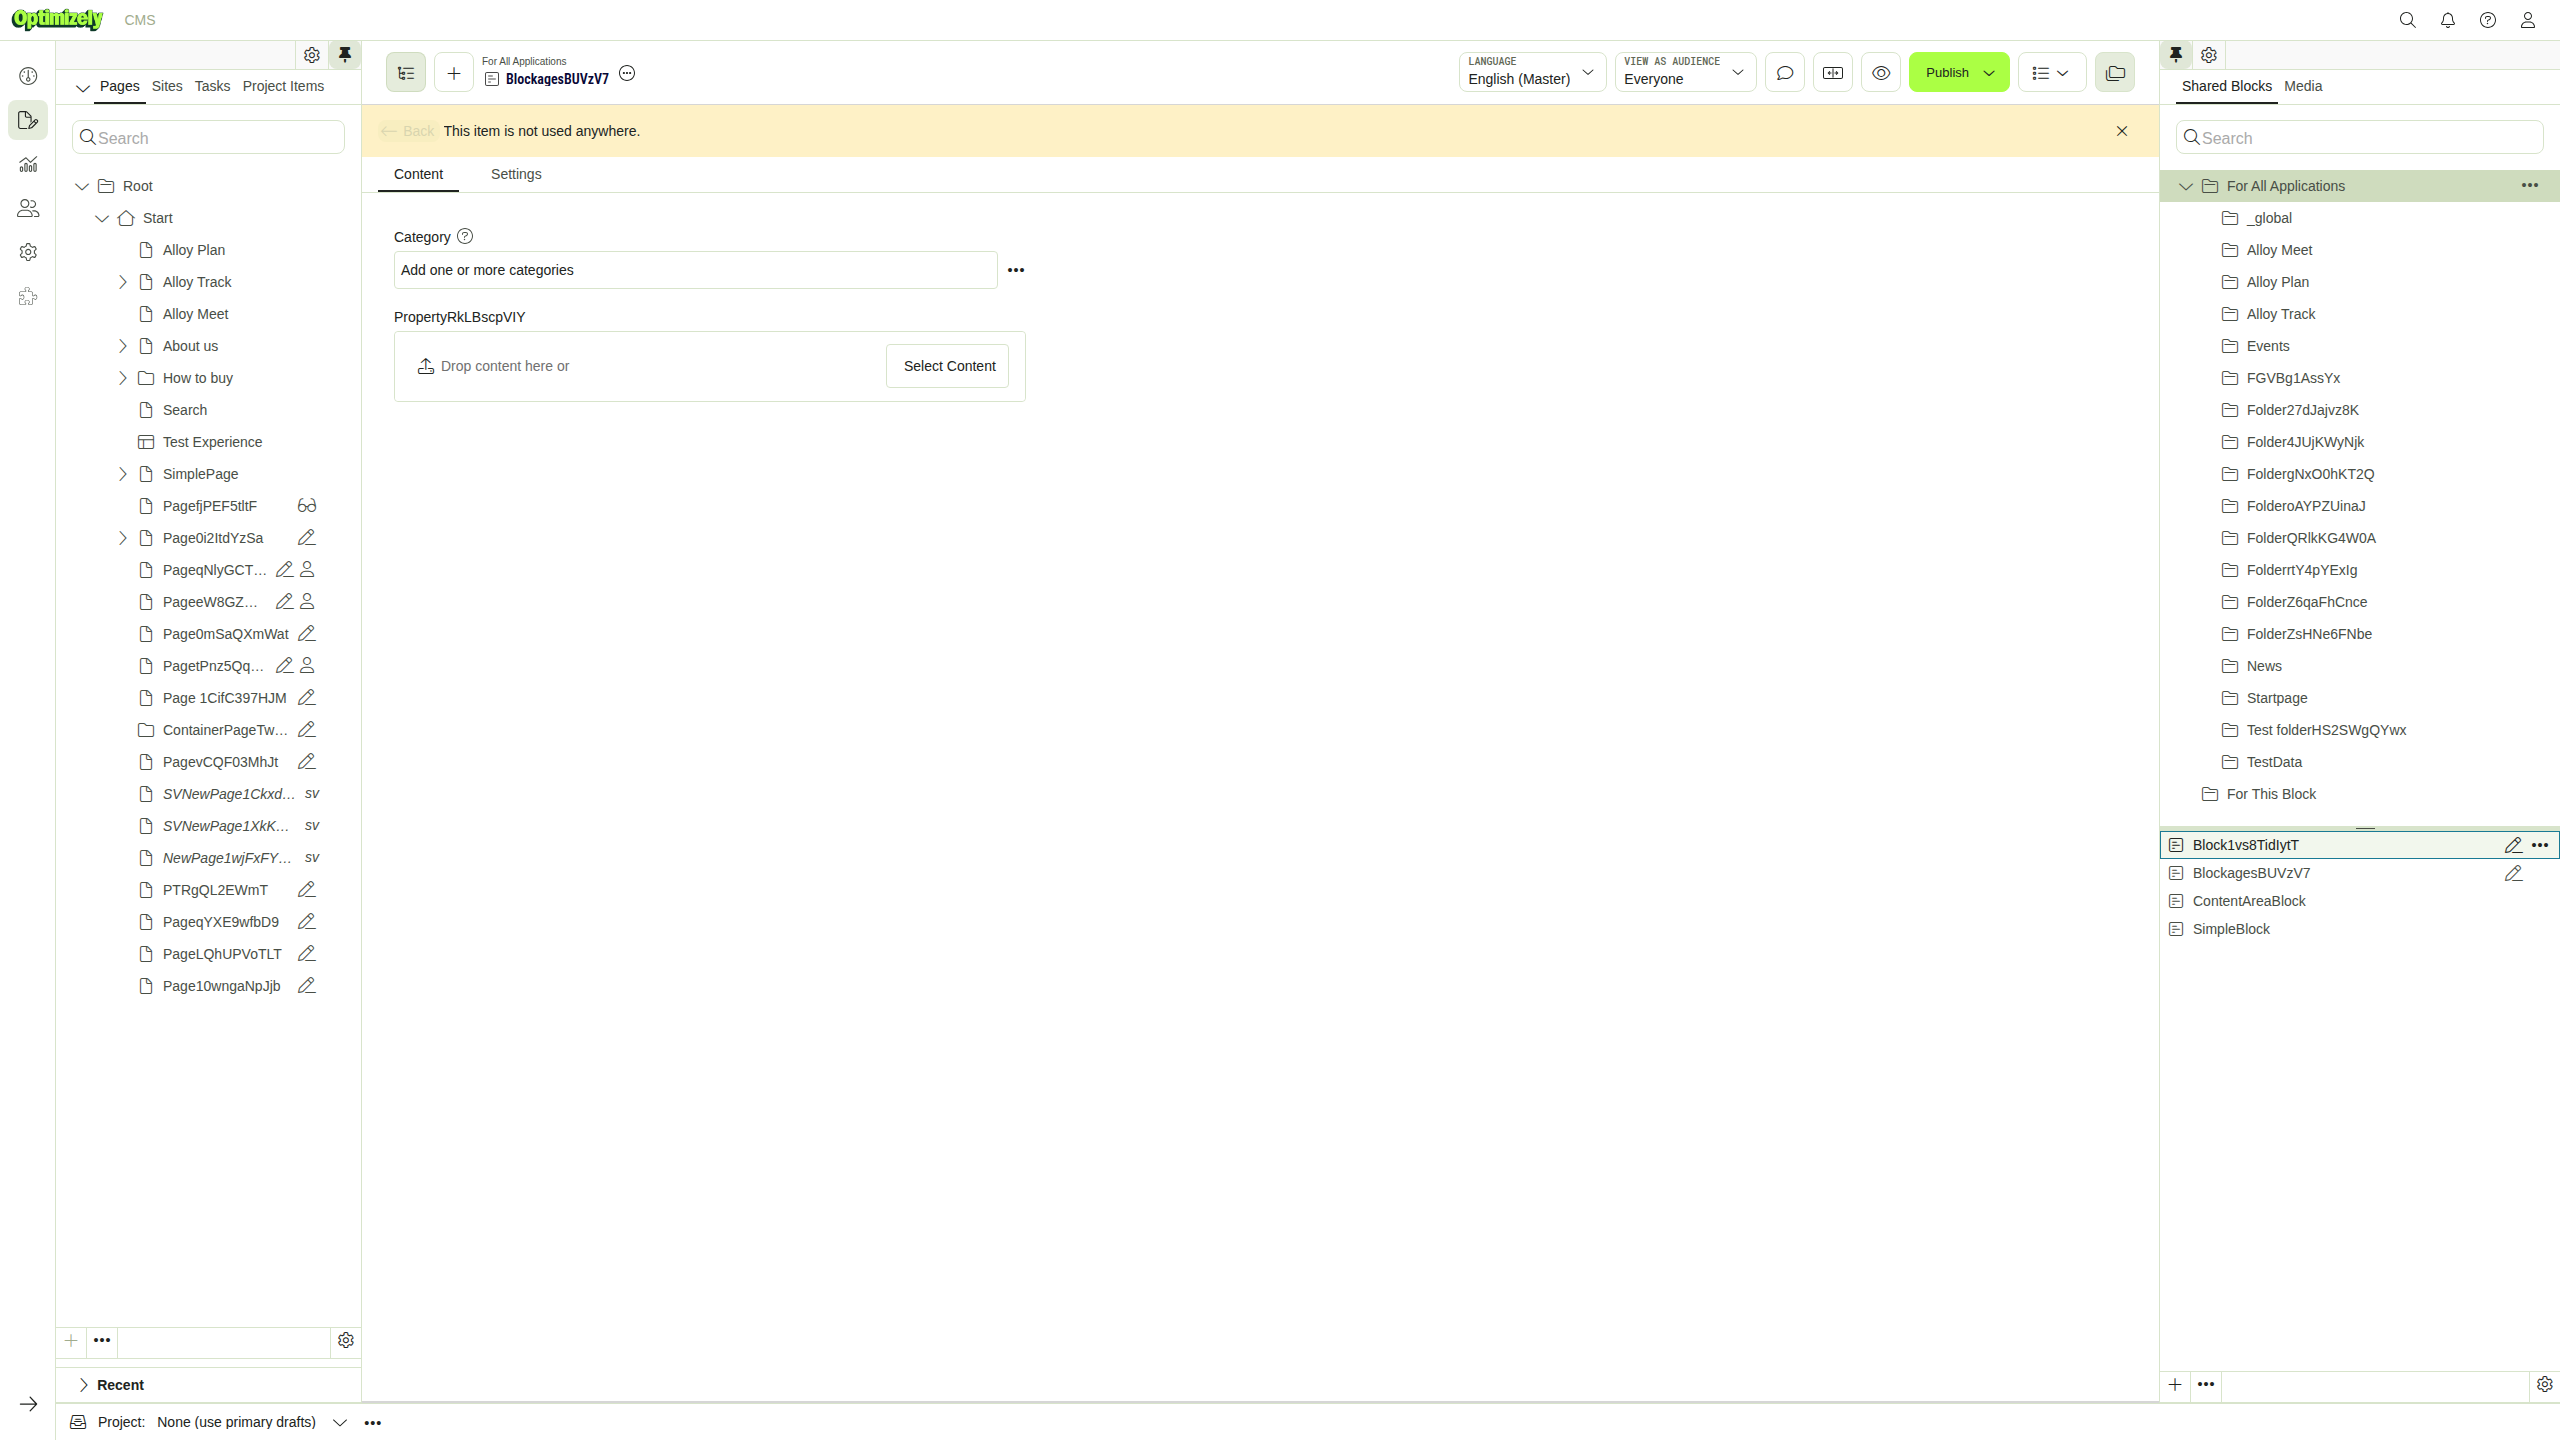 Optimizely CMS
Pages Sites Tasks Project Items
Search
Root
Start
Alloy Plan
Alloy Track
Alloy Meet
About us
How to buy
Search
Test Experience
SimplePage
PagefjPEF5tltF
Page0i2ItdYzSa
PageqNlyGCT...
PageeW8GZ...
Page0mSaQXmWat
PagetPnz5Qq...
Page 1CifC397HJM
ContainerPageTw...
PagevCQF03MhJt
SVNewPage1Ckxd... sv
SVNewPage1XkK... sv
NewPage1wjFxFY... sv
PTRgQL2EWmT
PageqYXE9wfbD9
PageLQhUPVoTLT
Page10wngaNpJjb
Recent
Project: None (use primary drafts)
For All Applications
BlockagesBUVzV7
LANGUAGE
English (Master)
VIEW AS AUDIENCE
Everyone
Publish
Back This item is not used anywhere.
Content Settings
Category
Add one or more categories
PropertyRkLBscpVIY
Drop content here or Select Content
Shared Blocks Media
Search
For All Applications
_global
Alloy Meet
Alloy Plan
Alloy Track
Events
FGVBg1AssYx
Folder27dJajvz8K
Folder4JUjKWyNjk
FoldergNxO0hKT2Q
FolderoAYPZUinaJ
FolderQRlkKG4W0A
FolderrtY4pYExIg
FolderZ6qaFhCnce
FolderZsHNe6FNbe
News
Startpage
Test folderHS2SWgQYwx
TestData
For This Block
Block1vs8TidIytT
BlockagesBUVzV7
ContentAreaBlock
SimpleBlock